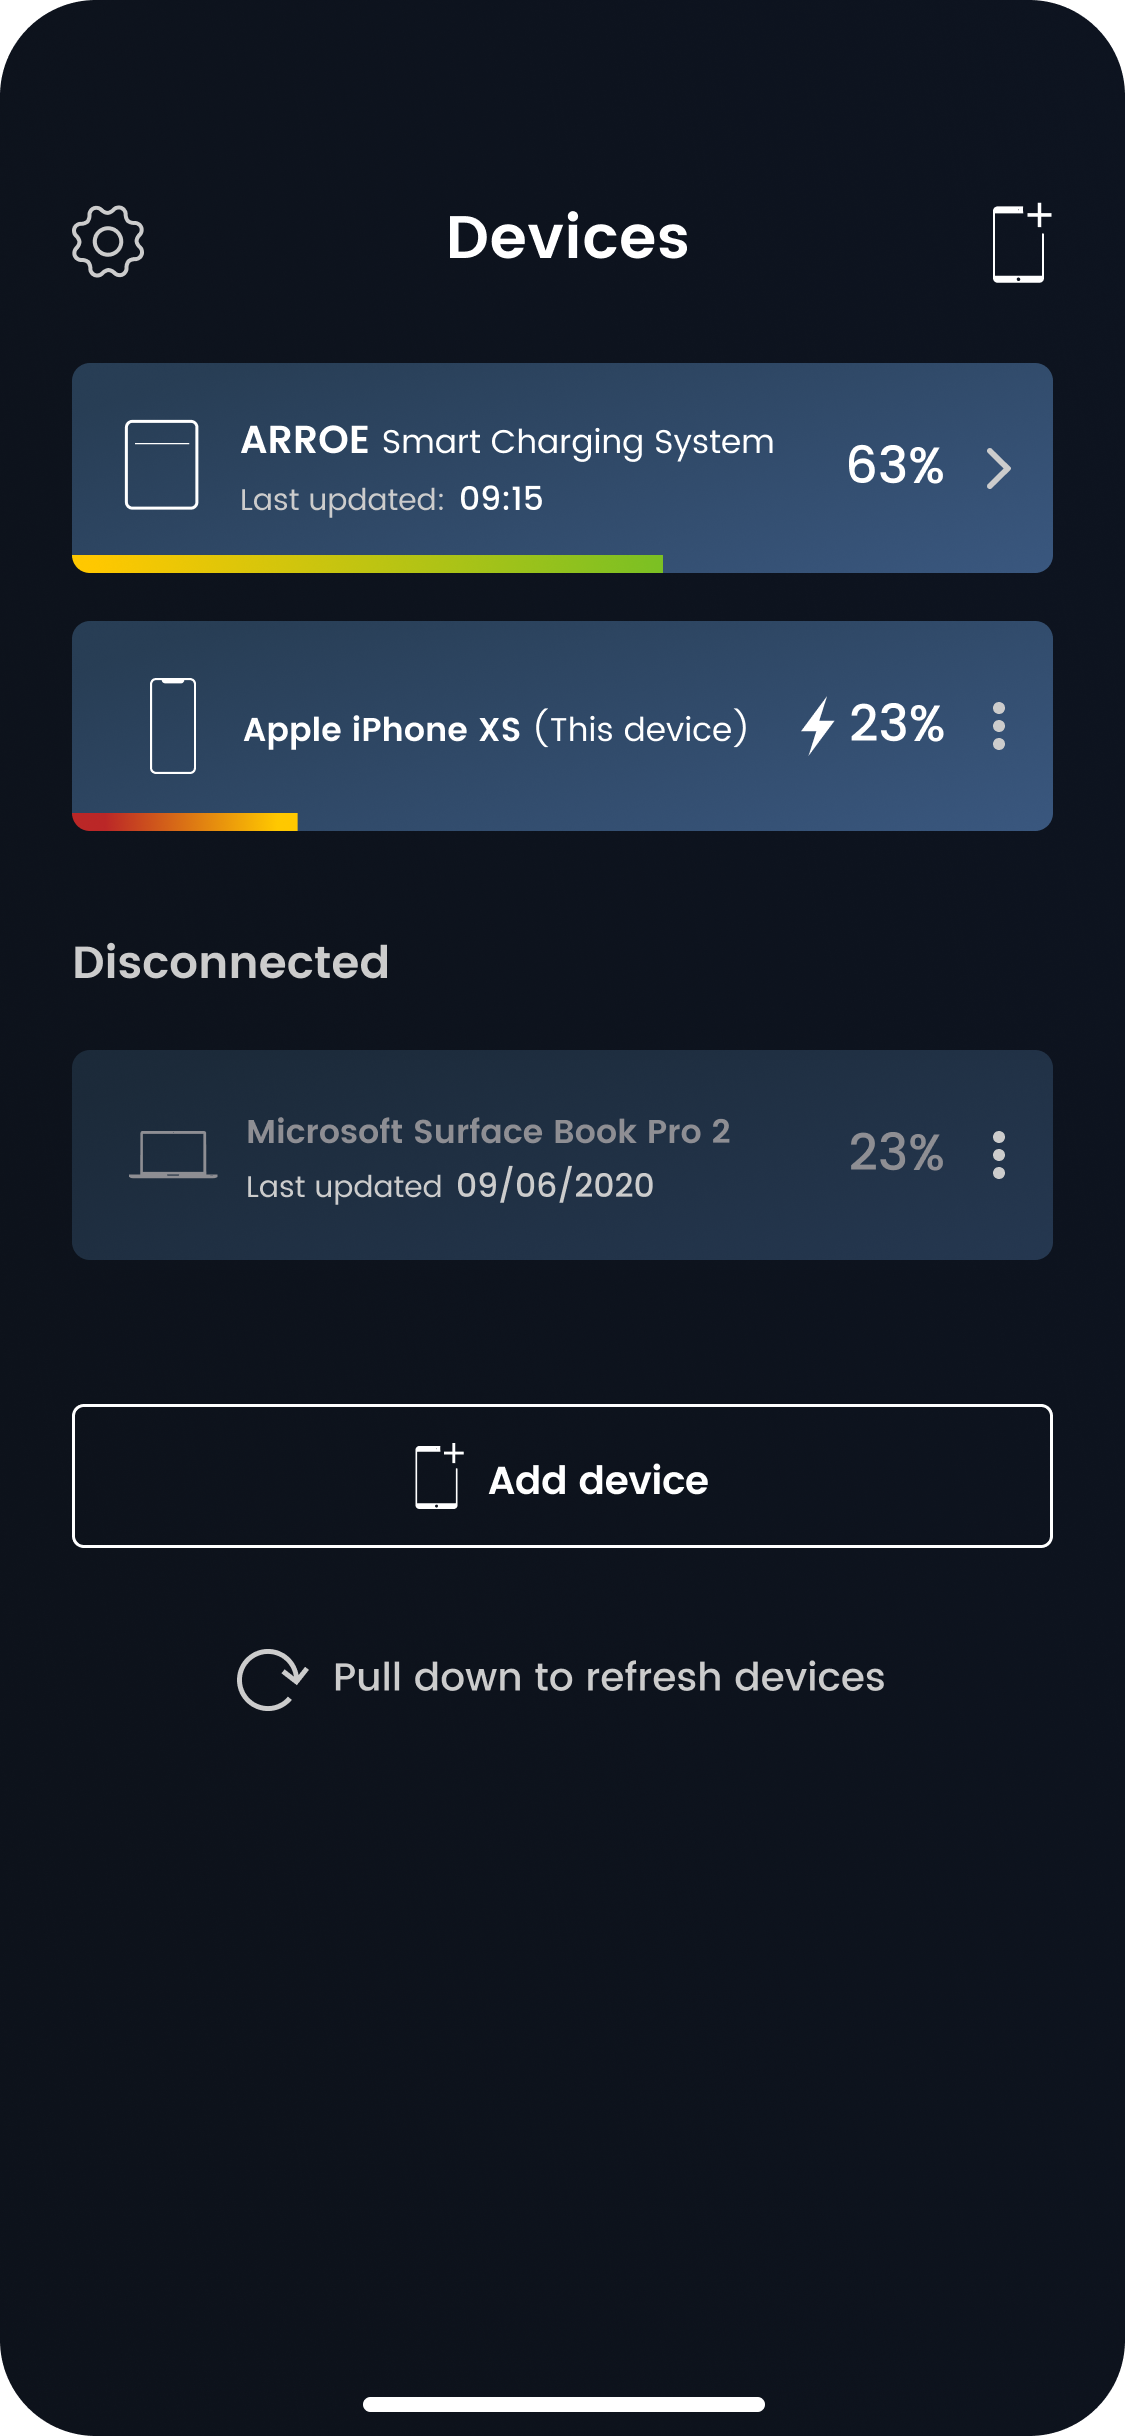 Devices
ARROE Smart Charging System
Last updated: 09:15
63%
Apple iPhone XS (This device)
23%
Disconnected
Microsoft Surface Book Pro 2
Last updated 09/06/2020
23%
Add device
Pull down to refresh devices